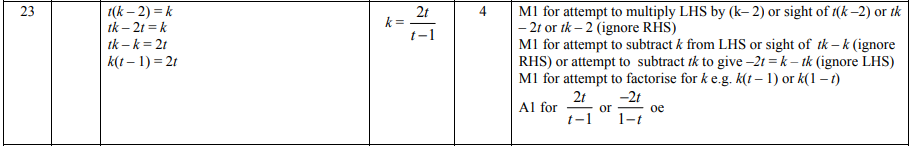 23
t(k – 2) = k
tk – 2t = k
tk – k = 2t
k(t – 1) = 2t
k = 2t / t – 1
4
M1 for attempt to multiply LHS by (k– 2) or sight of t(k –2) or tk
– 2t or tk – 2 (ignore RHS)
M1 for attempt to subtract k from LHS or sight of tk – k (ignore
RHS) or attempt to subtract tk to give –2t = k – tk (ignore LHS)
M1 for attempt to factorise for k e.g. k(t – 1) or k(1 – t)
A1 for 2t / t – 1 or –2t / 1 – t oe